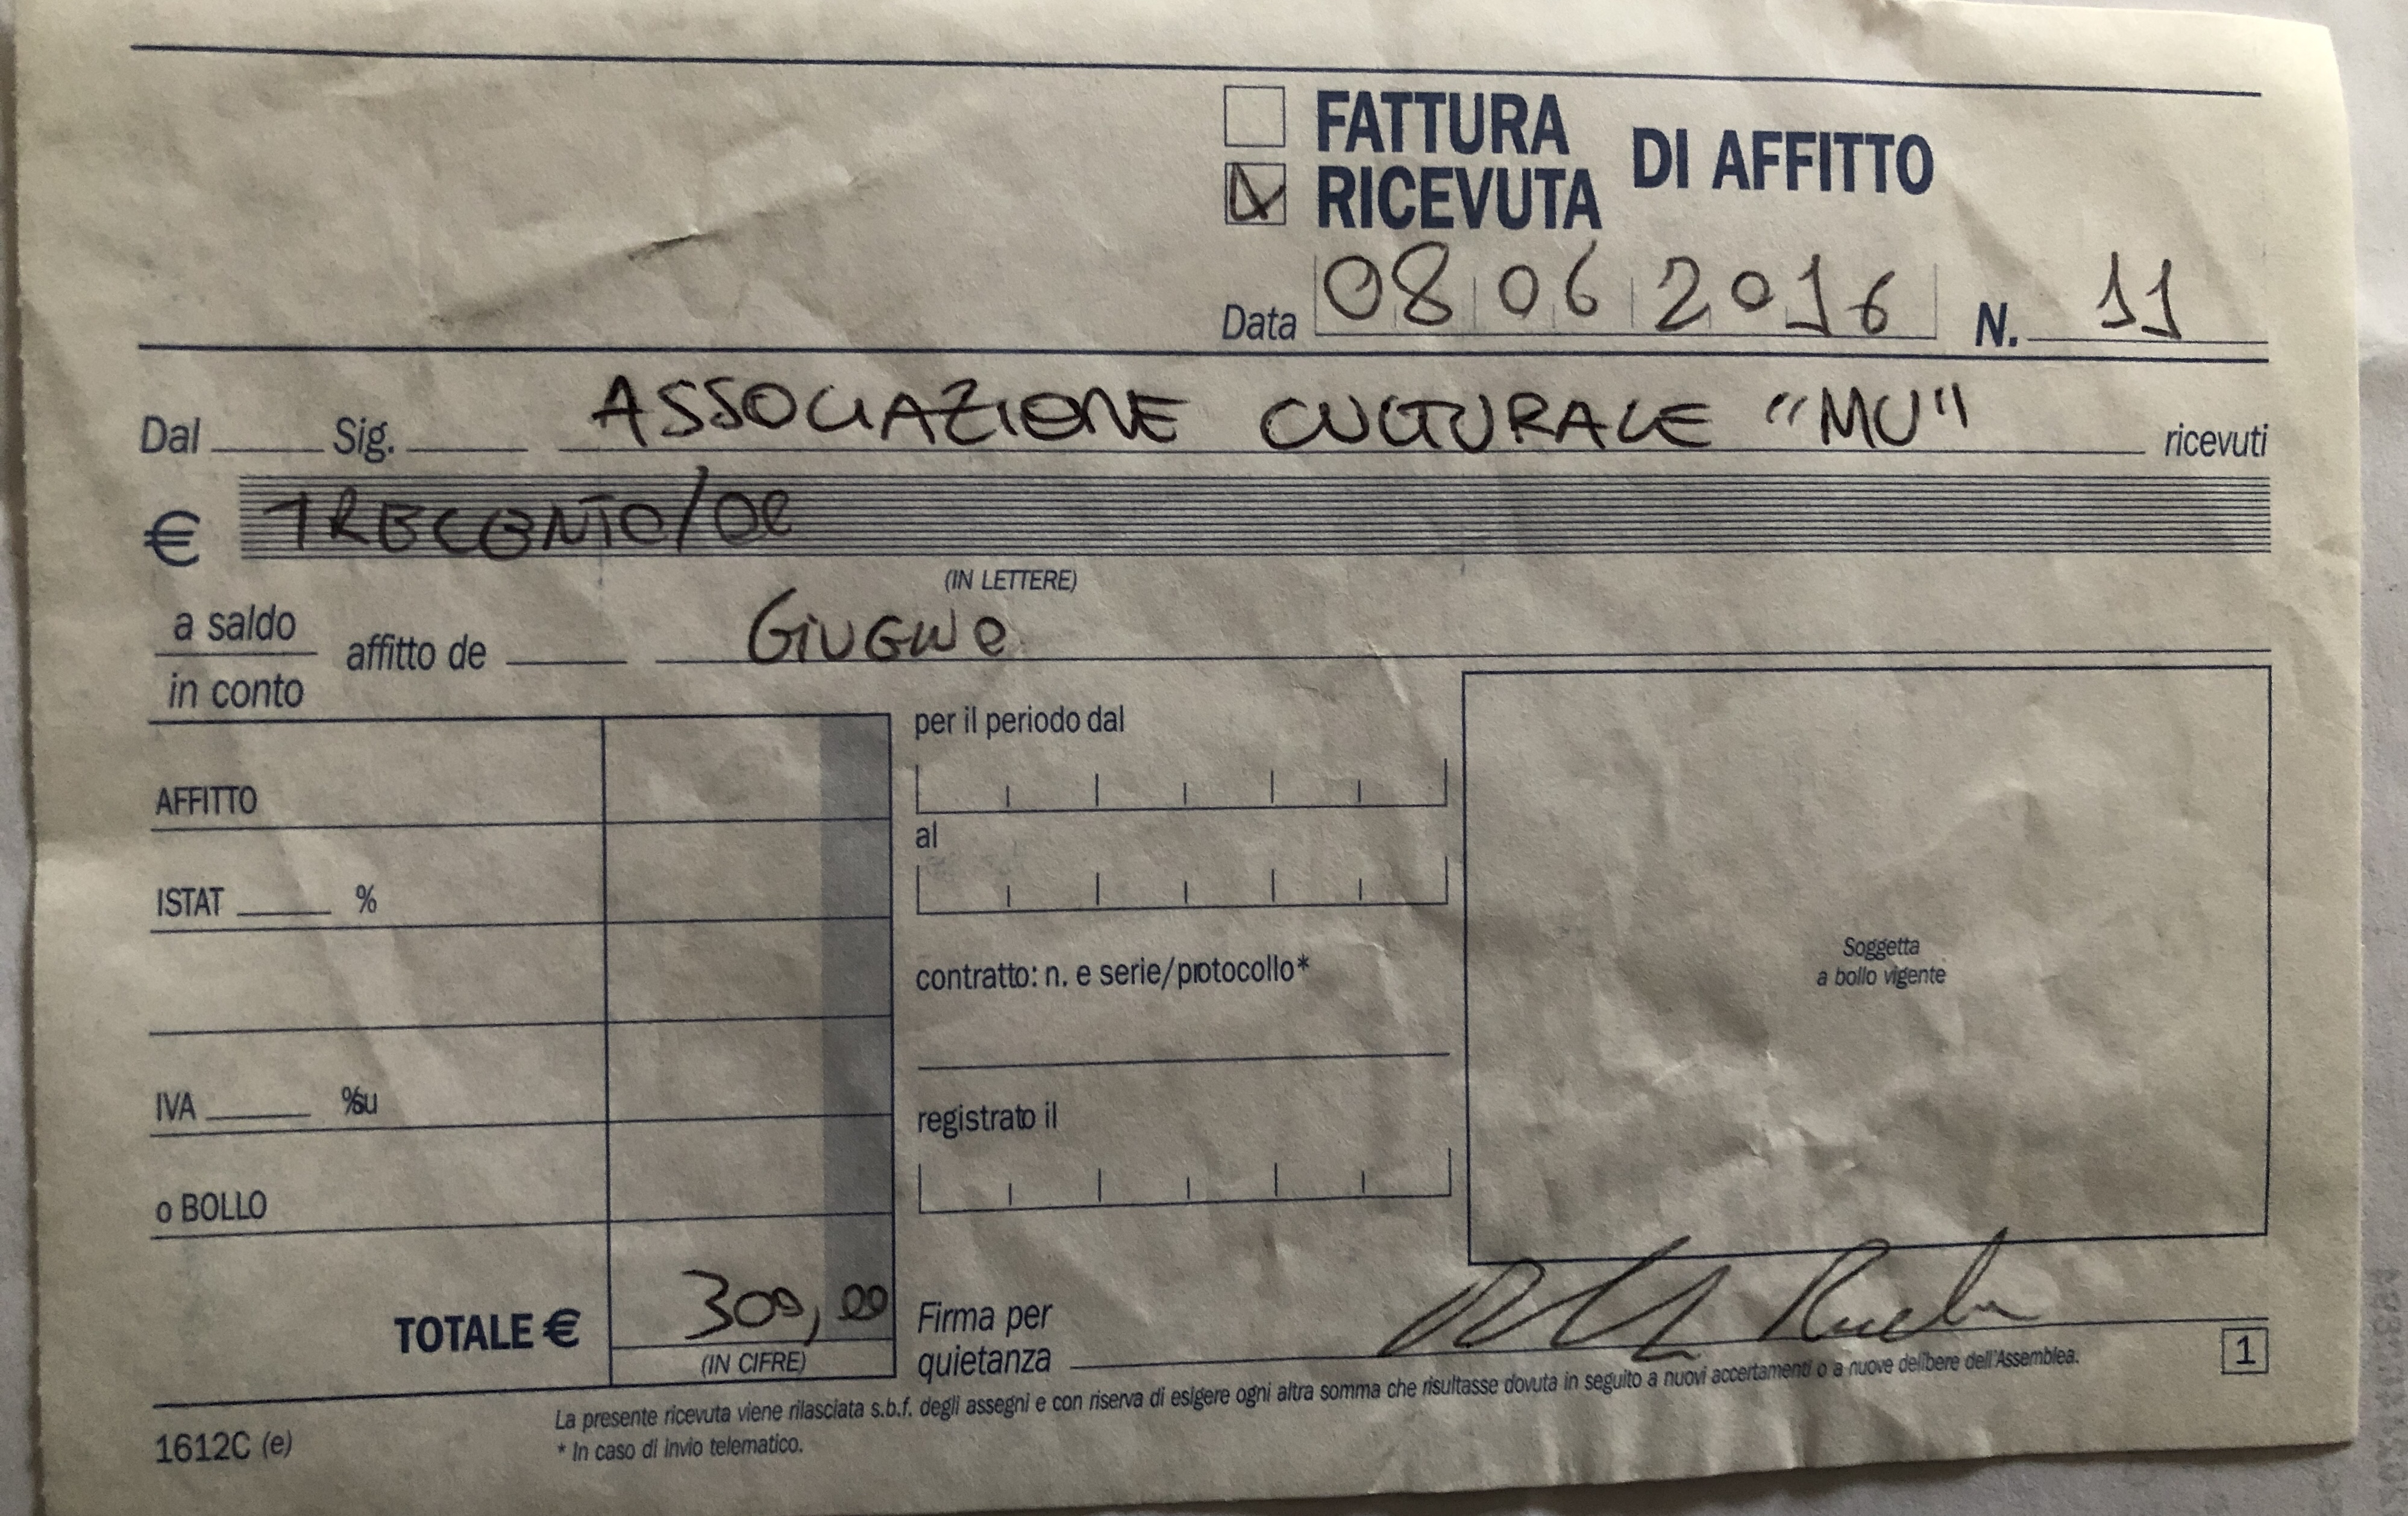 FATTURA
RICEVUTA DI AFFITTO
Data 08 06 2016 N. 11
Dal Sig. ASSOCIAZIONE CULTURALE "MU" ricevuti
€ TRECENTO/00
(IN LETTERE)
a saldo
in conto
affitto de GIUGNO
AFFITTO
ISTAT %
IVA %su
o BOLLO
TOTALE € 300,00
(IN CIFRE)
per il periodo dal
al
contratto: n. e serie/protocollo*
registrato il
Soggetta
a bollo vigente
Firma per
quietanza
1
La presente ricevuta viene rilasciata s.b.f. degli assegni e con riserva di esigere ogni altra somma che risultasse dovuta in seguito a nuovi accertamenti o a nuove delibere dell'Assemblea.
* In caso di invio telematico.
1612C (e)